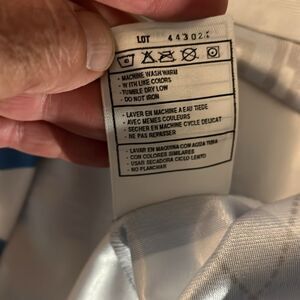 LOT 44302
- MACHINE WASH WARM
- WITH LIKE COLORS
- TUMBLE DRY LOW
- DO NOT IRON
- LAVER EN MACHINE A EAU TIEDE
- AVEC MEMES COULEURS
- SECHER EN MACHINE CYCLE DELICAT
- NE PAS REPASSER
- LAVAR EN MAQUINA CON AGUA TIBIA
- CON COLORES SIMILARES
- USAR SECADORA CICLO LENTO
- NO PLANCHAR